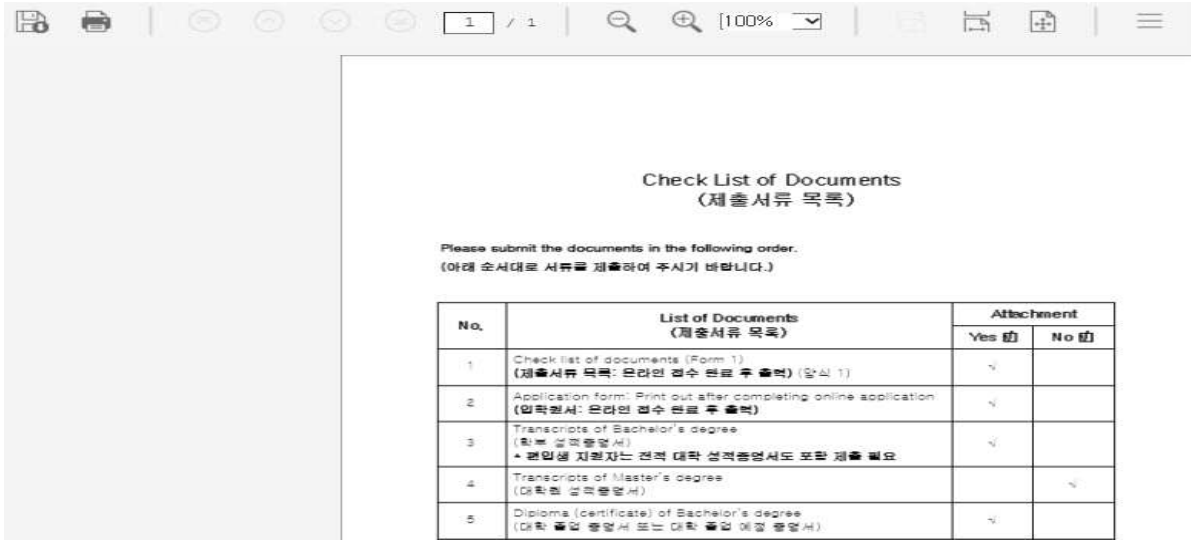 1 / 1
100%
Check List of Documents
(제출서류 목록)
Please submit the documents in the following order.
(아래 순서대로 서류를 제출하여 주시기 바랍니다.)
No.
List of Documents
(제출서류 목록)
Attachment
Yes
No
1
Check list of documents (Form 1)
(제출서류 목록: 온라인 접수 완료 후 출력) (양식 1)
√
2
Application form: Print out after completing online application
(입학원서: 온라인 접수 완료 후 출력)
√
3
Transcripts of Bachelor's degree
(학부 성적증명서)
* 편입생 지원자는 전적 대학 성적증명서도 포함 제출 필요
√
4
Transcripts of Master's degree
(대학원 성적증명서)
√
5
Diploma (certificate) of Bachelor's degree
(대학 졸업 증명서 또는 대학 졸업 예정 증명서)
√